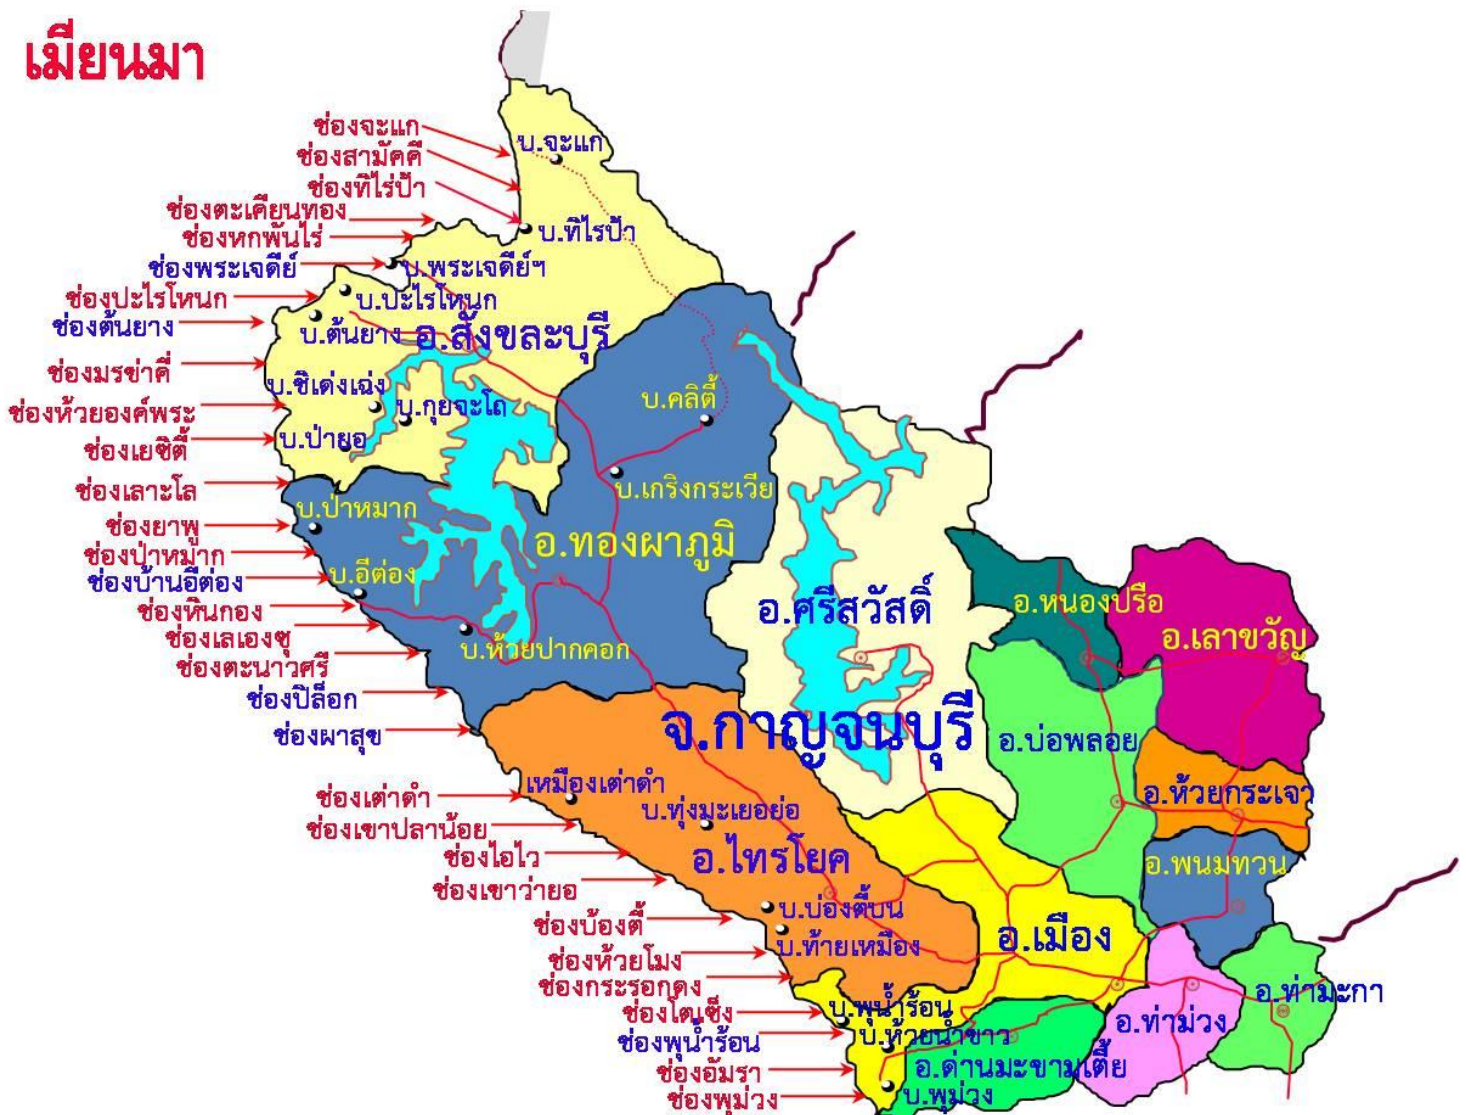 เมียนมา
ช่องจะแก
บ.จะแก
ช่องสามัคคี
ช่องทิไร่ป้า
ช่องตะเคียนทอง
ช่องหกพันไร่
บ.ทิไรป้า
ช่องพระเจดีย์
บ.พระเจดีย์ฯ
ช่องปะไรโหนก
บ.ปะไรโหนก
ช่องต้นยาง
บ.ต้นยาง
อ.สังขละบุรี
ช่องมรข่าคี่
บ.ชิเด่งเฉ่ง
บ.คลิตี้
ช่องห้วยองค์พระ
บ.กุยจะโถ
ช่องเยซิตี้
บ.ป่ายอ
ช่องเลาะโล
บ.เกริงกระเวีย
บ.ป่าหมาก
ช่องยาพู
อ.ทองผาภูมิ
ช่องป่าหมาก
ช่องบ้านอีต่อง
บ.อีต่อง
ช่องหินกอง
อ.ศรีสวัสดิ์
อ.หนองปรือ
ช่องเลเองซุ
อ.เลาขวัญ
ช่องตะนาวศรี
บ.ห้วยปากคอก
ช่องปิล็อก
ช่องผาสุข
จ.กาญจนบุรี
อ.บ่อพลอย
เหมืองเต่าดำ
ช่องเต่าดำ
อ.ห้วยกระเจา
บ.ทุ่งมะเยอย่อ
ช่องเขาปลาน้อย
ช่องไอไว
อ.ไทรโยค
อ.พนมทวน
ช่องเขาว่ายอ
บ.บ่องตี้บน
ช่องบ้องตี้
บ.ท้ายเหมือง
อ.เมือง
ช่องห้วยโมง
ช่องกระรอกดง
อ.ท่ามะกา
ช่องโตเซ็ง
บ.พุน้ำร้อน
อ.ท่าม่วง
ช่องพุน้ำร้อน
บ.ห้วยน้ำขาว
ช่องอัมรา
อ.ด่านมะขามเตี้ย
ช่องพุม่วง
บ.พุม่วง